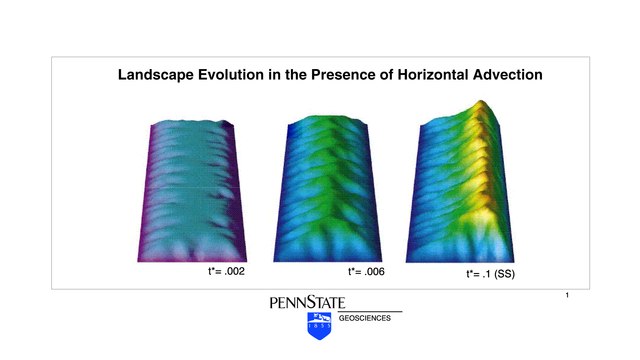 Landscape Evolution in the Presence of Horizontal Advection
t*= .002
t*= .006
t*= .1 (SS)
1
PENNSTATE
1855
GEOSCIENCES